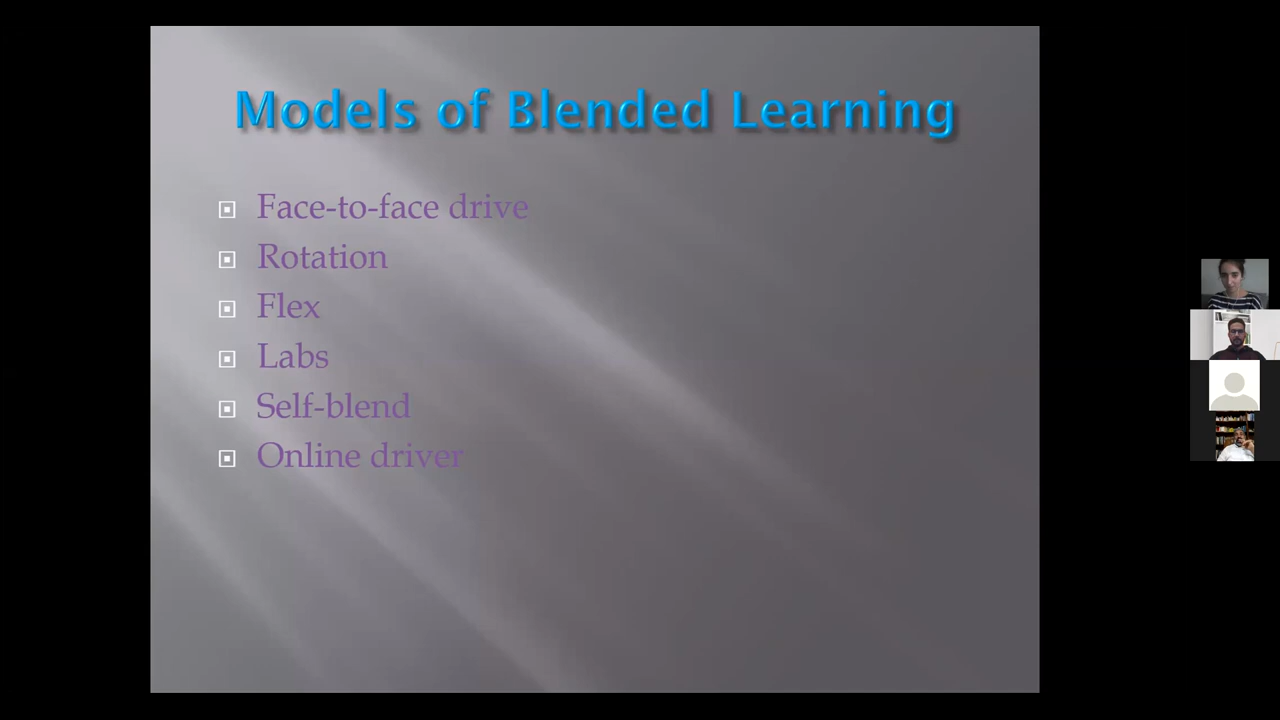 Models of Blended Learning
Face-to-face drive
Rotation
Flex
Labs
Self-blend
Online driver